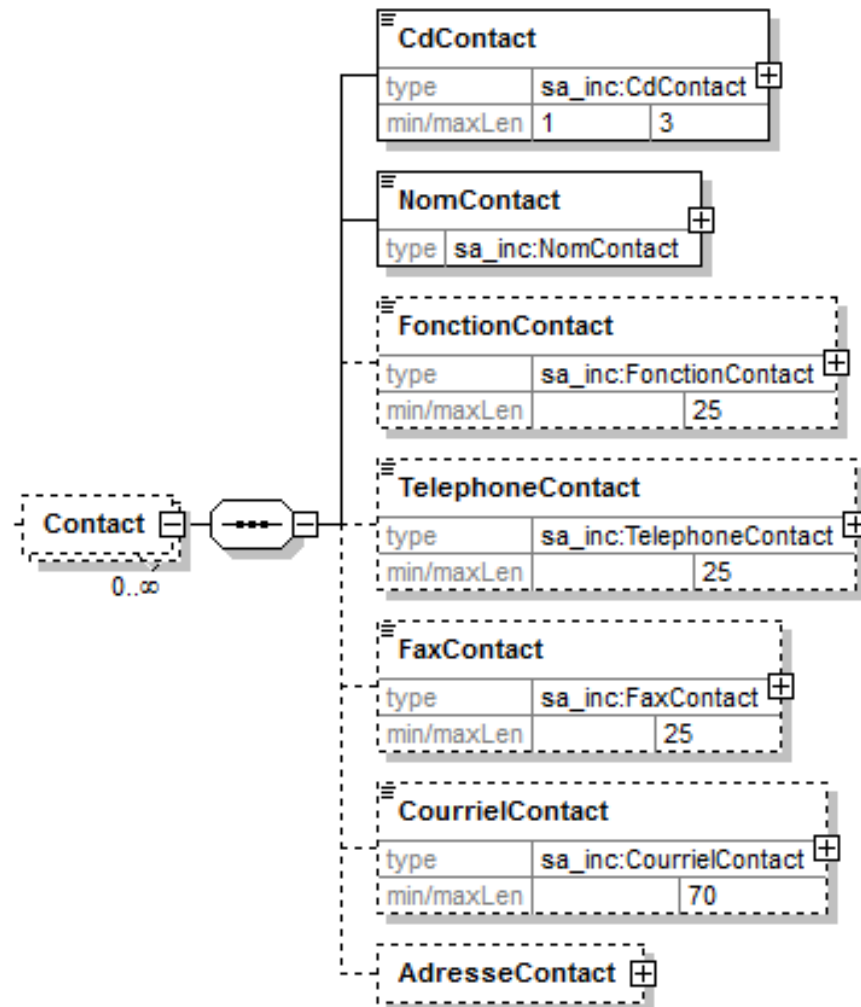 CdContact
type sa_inc:CdContact
min/maxLen 1 3
NomContact
type sa_inc:NomContact
FonctionContact
type sa_inc:FonctionContact
min/maxLen 25
Contact
0..∞
TelephoneContact
type sa_inc:TelephoneContact
min/maxLen 25
FaxContact
type sa_inc:FaxContact
min/maxLen 25
CourrielContact
type sa_inc:CourrielContact
min/maxLen 70
AdresseContact